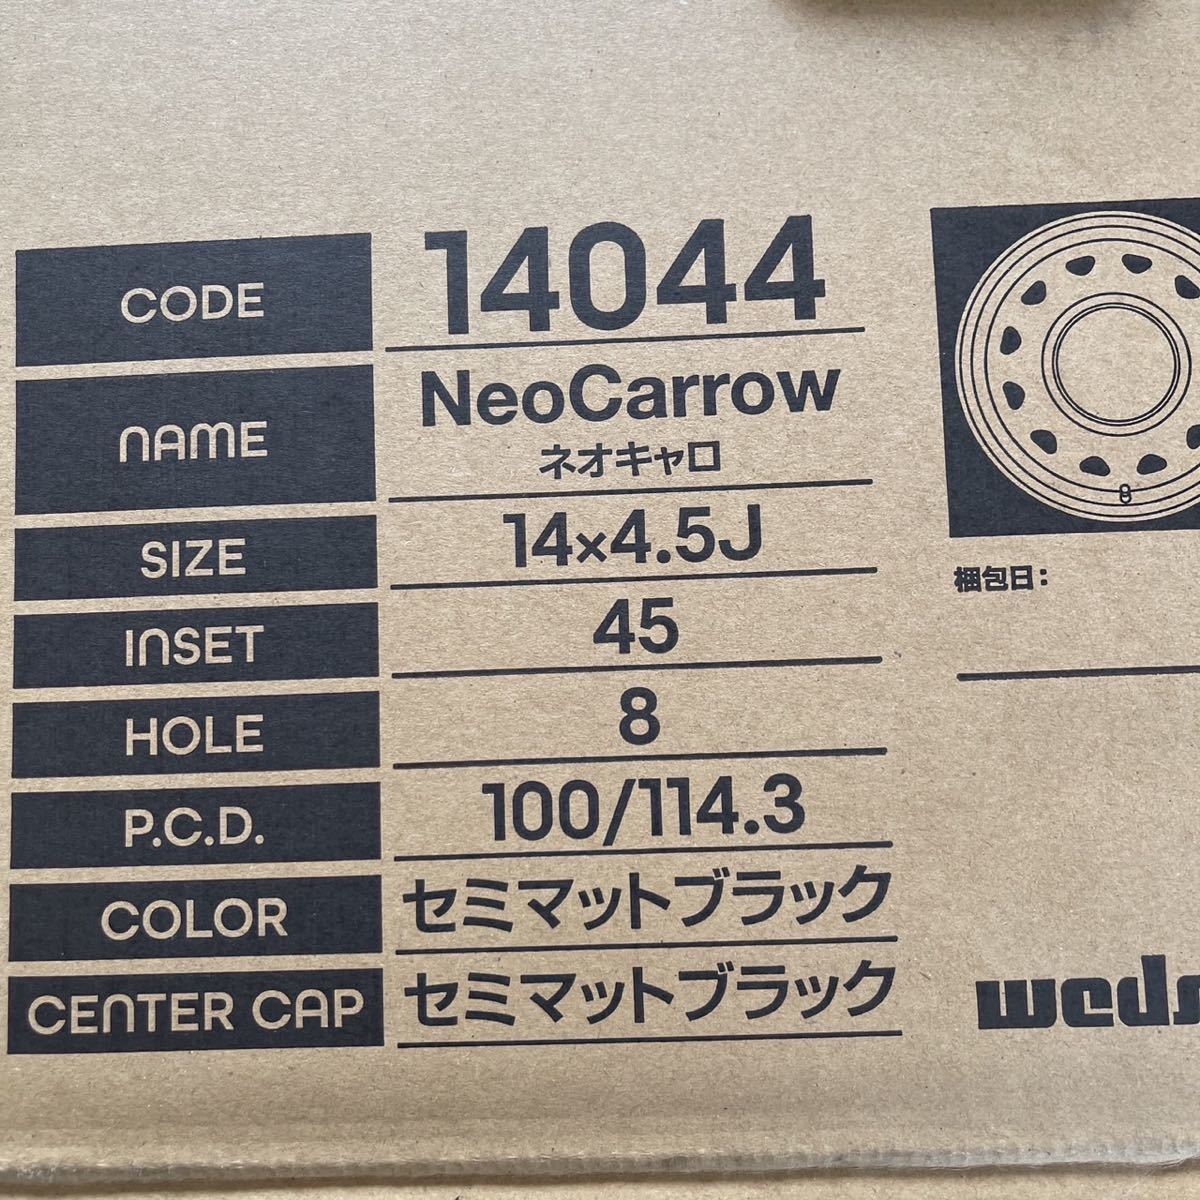 CODE 14044
NAME NeoCarrow
ネオキャロ
SIZE 14×4.5J
INSET 45
HOLE 8
P.C.D. 100/114.3
COLOR セミマットブラック
CENTER CAP セミマットブラック
8
梱包日:
weds